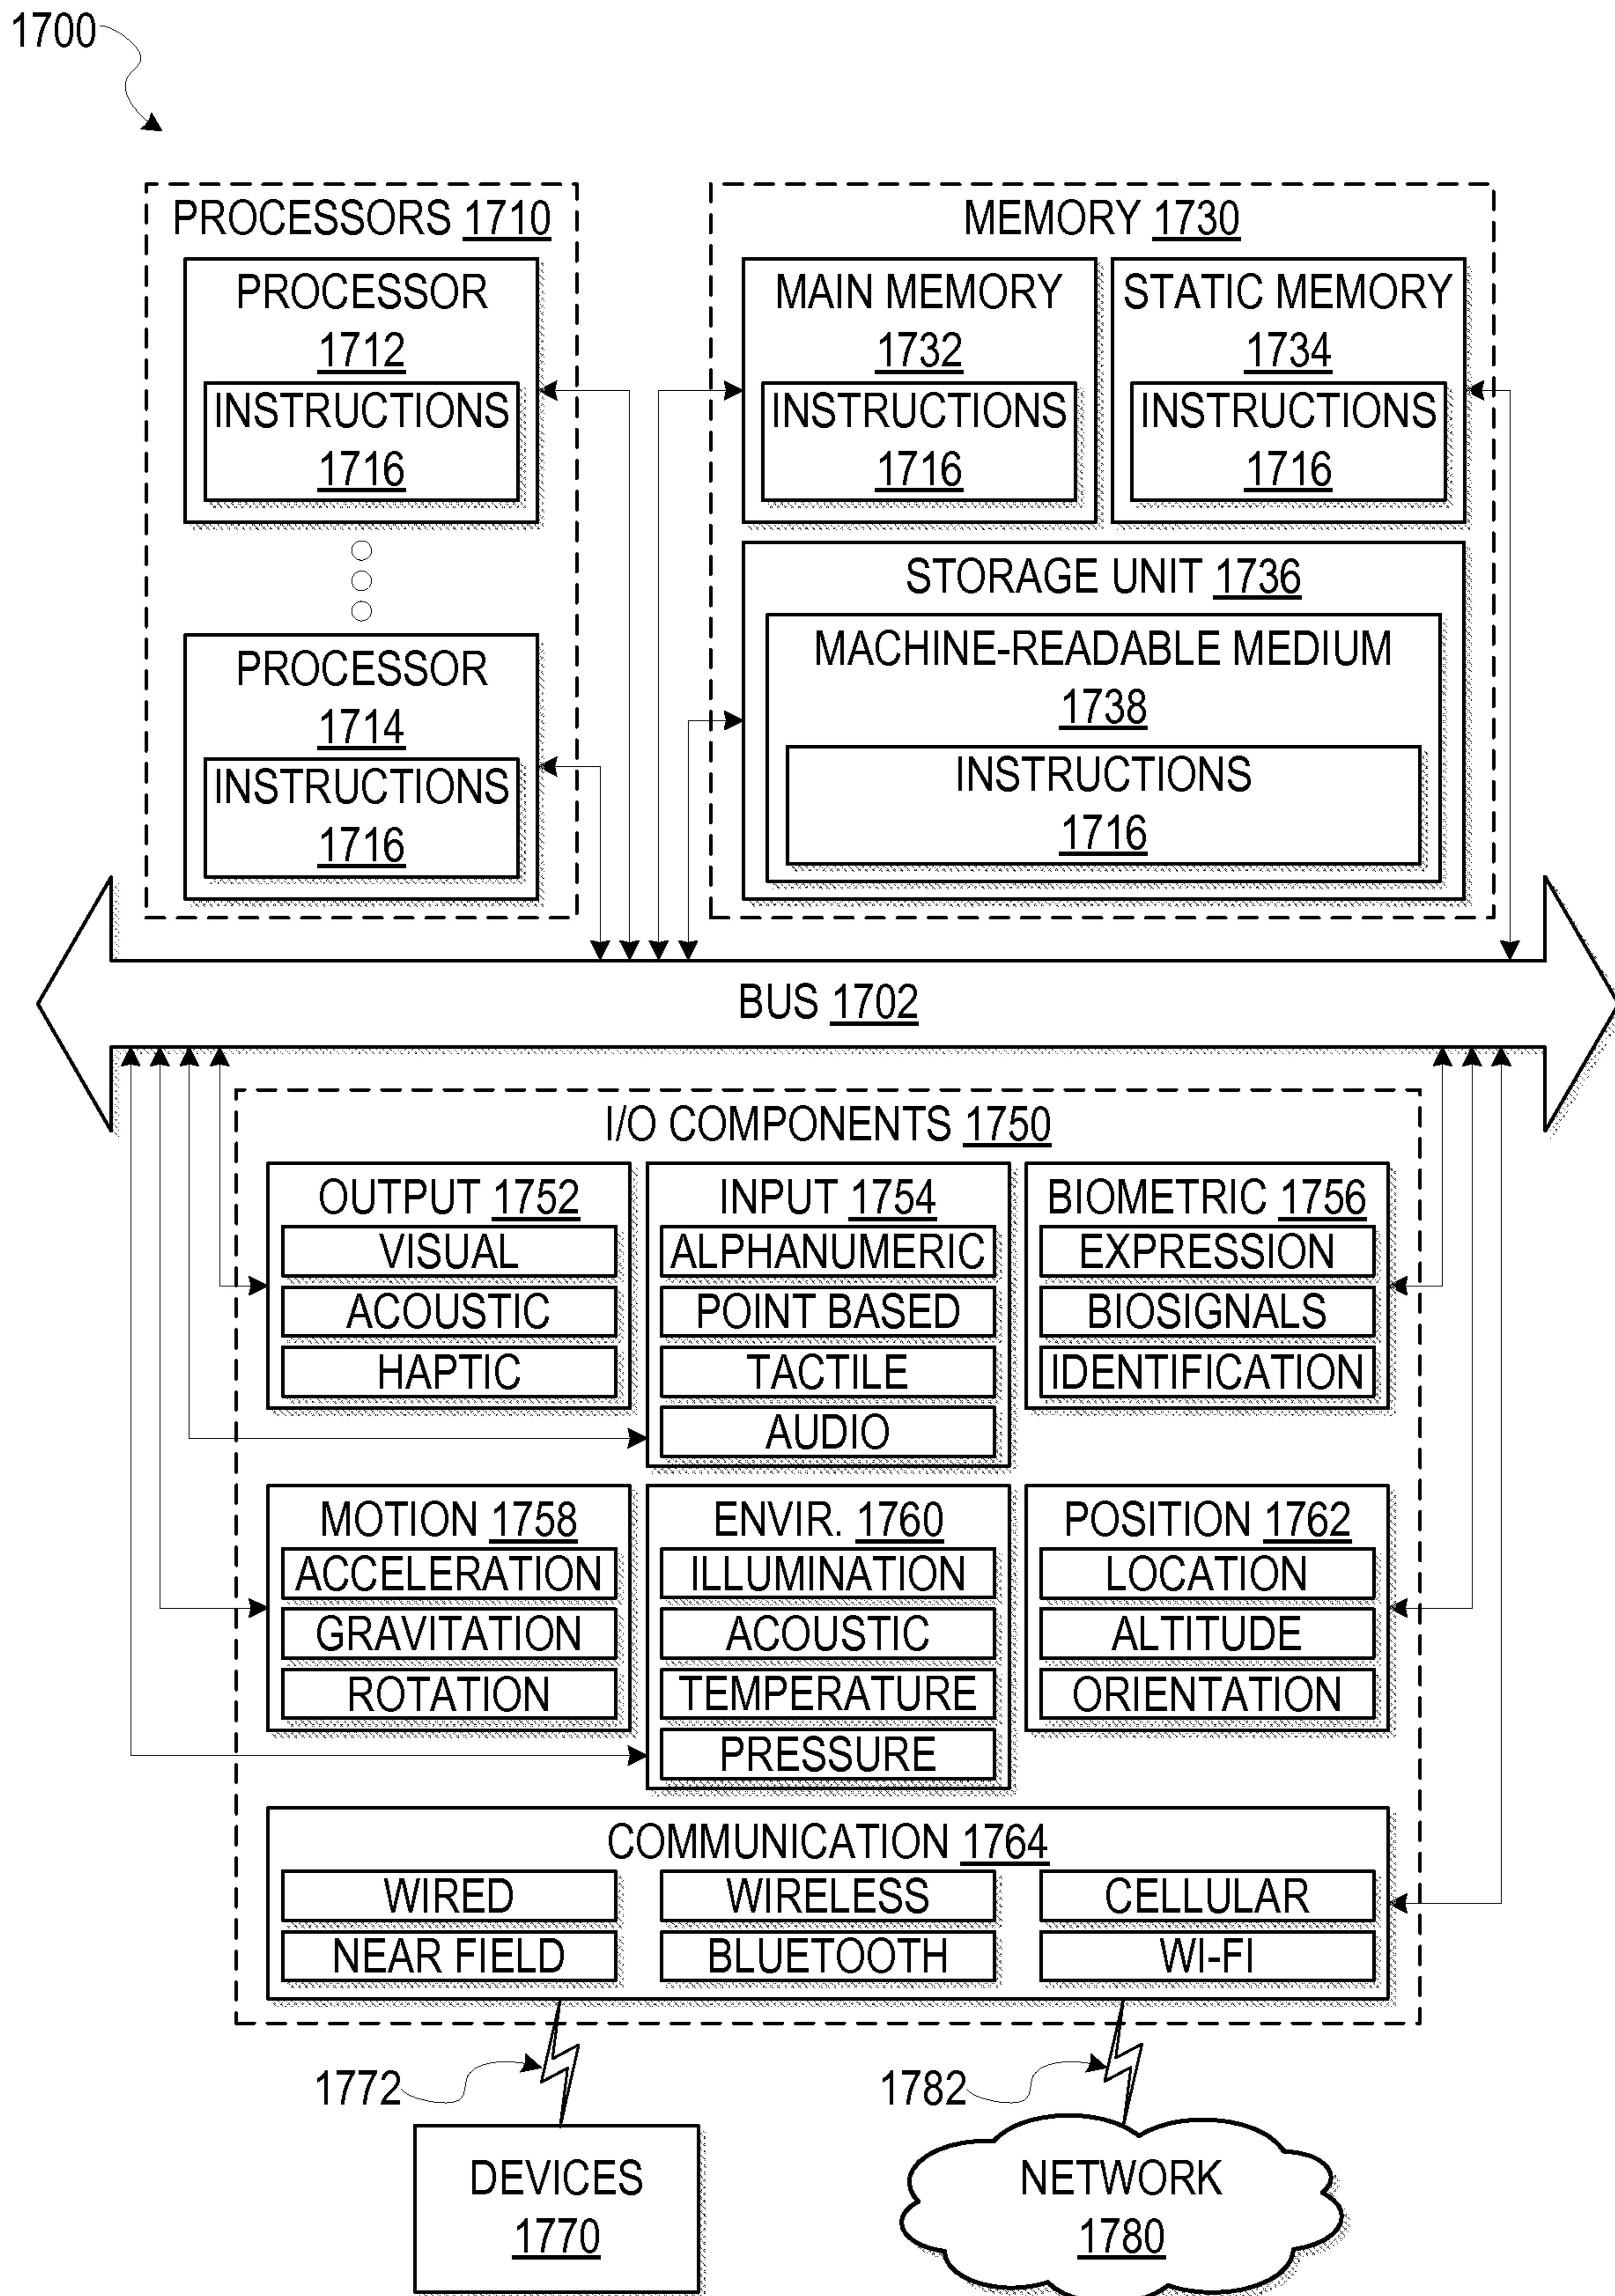 1700
PROCESSORS 1710
PROCESSOR
1712
INSTRUCTIONS
1716
PROCESSOR
1714
INSTRUCTIONS
1716
MEMORY 1730
MAIN MEMORY
1732
INSTRUCTIONS
1716
STATIC MEMORY
1734
INSTRUCTIONS
1716
STORAGE UNIT 1736
MACHINE-READABLE MEDIUM
1738
INSTRUCTIONS
1716
BUS 1702
I/O COMPONENTS 1750
OUTPUT 1752
VISUAL
ACOUSTIC
HAPTIC
INPUT 1754
ALPHANUMERIC
POINT BASED
TACTILE
AUDIO
BIOMETRIC 1756
EXPRESSION
BIOSIGNALS
IDENTIFICATION
MOTION 1758
ACCELERATION
GRAVITATION
ROTATION
ENVIR. 1760
ILLUMINATION
ACOUSTIC
TEMPERATURE
PRESSURE
POSITION 1762
LOCATION
ALTITUDE
ORIENTATION
COMMUNICATION 1764
WIRED
WIRELESS
CELLULAR
NEAR FIELD
BLUETOOTH
WI-FI
1772
1782
DEVICES
1770
NETWORK
1780